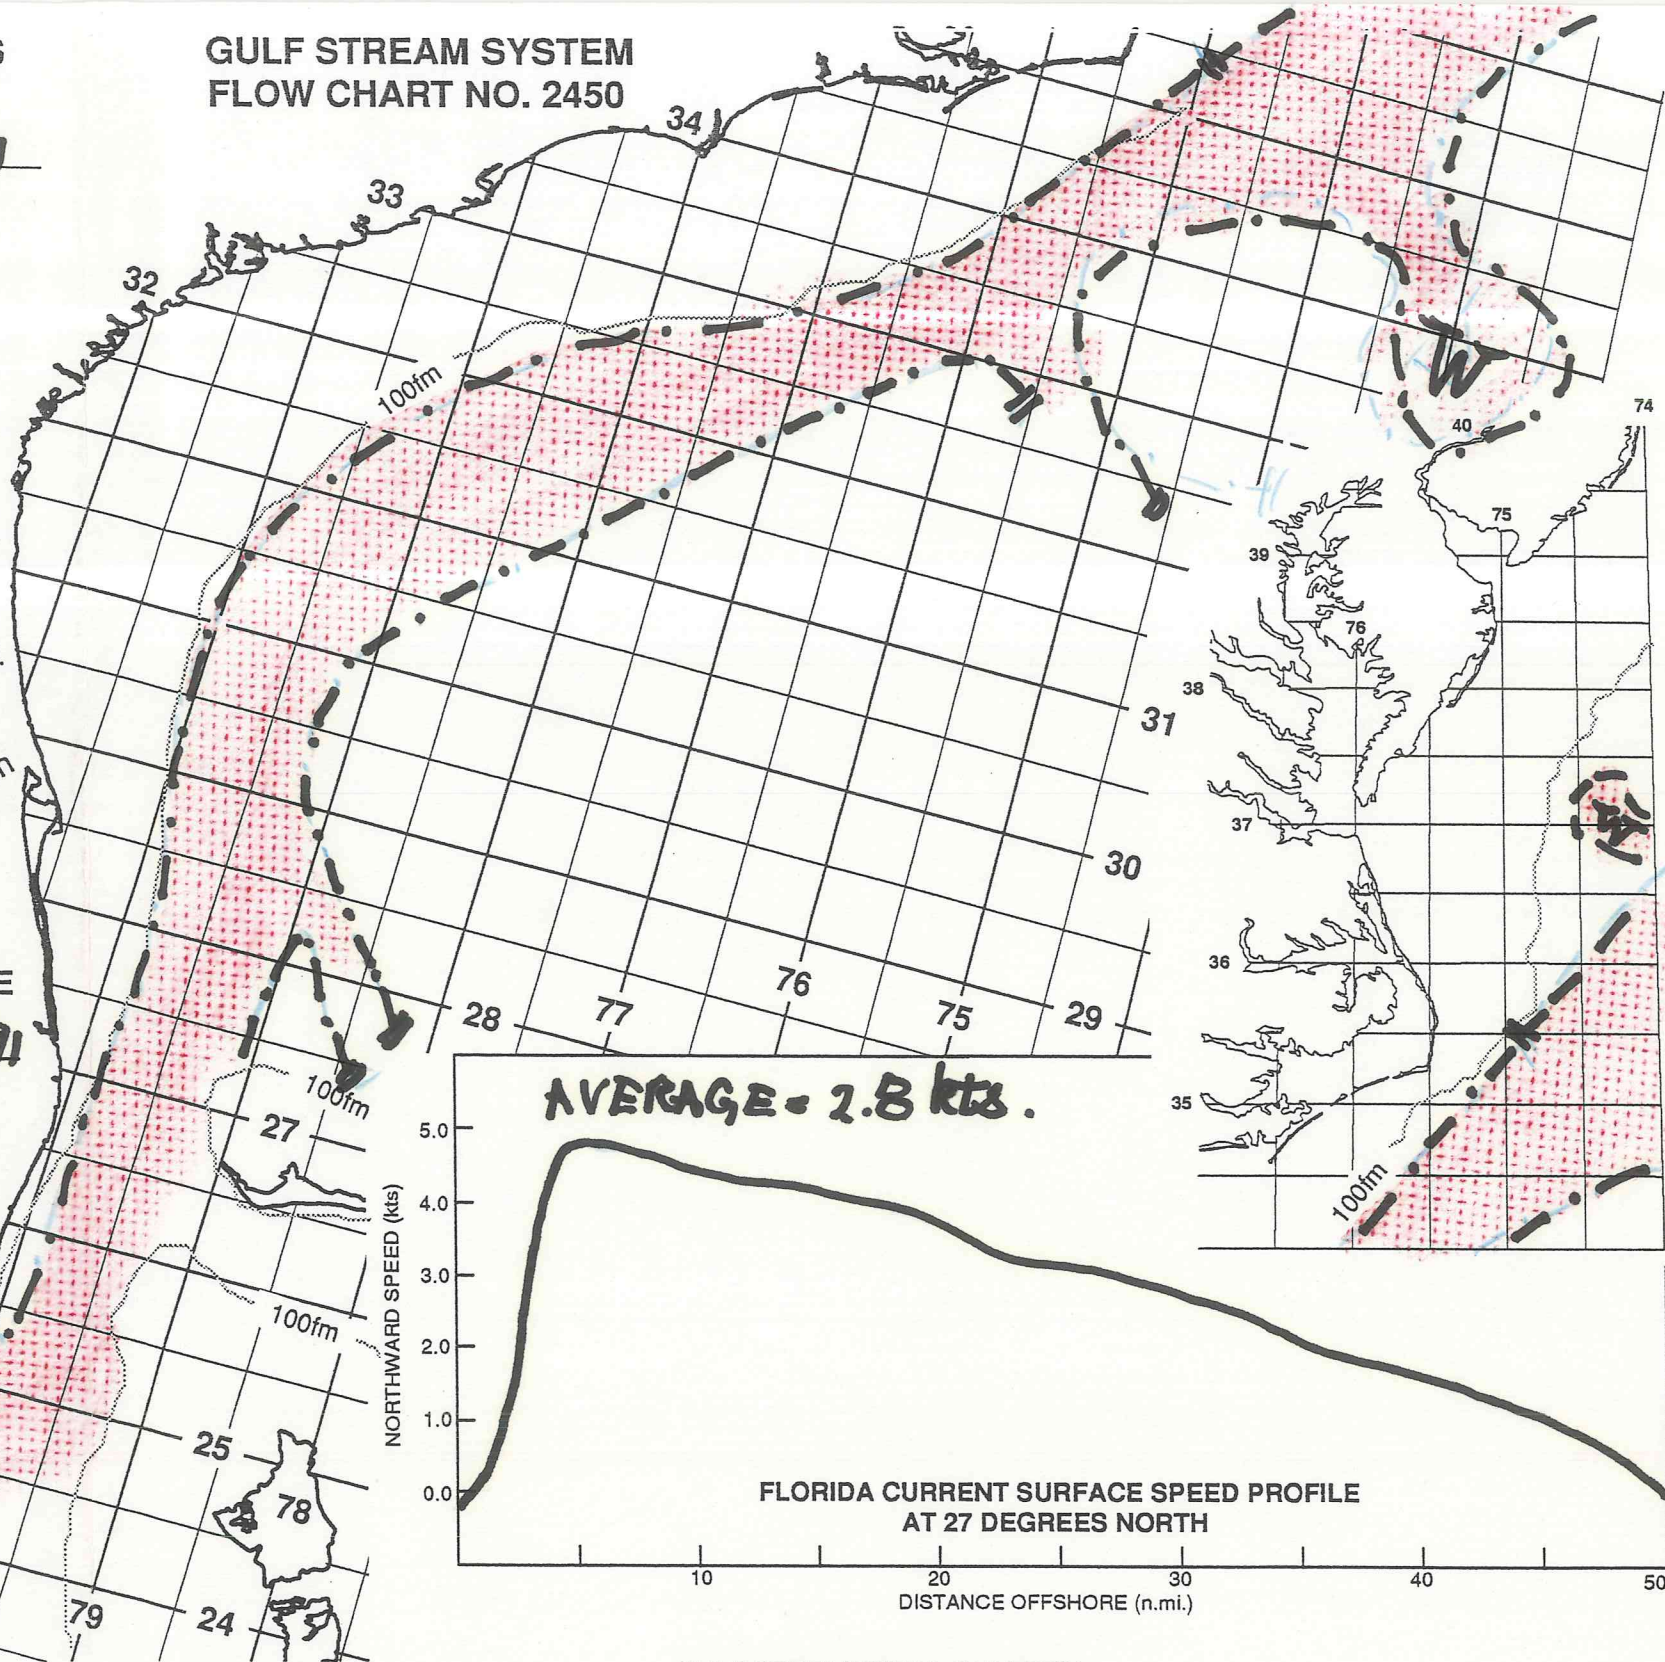 GULF STREAM SYSTEM
FLOW CHART NO. 2450
34
33
32
100fm
W
40
74
75
39
76
38
31
37
30
36
76
77
75
29
28
35
100fm
100fm
27
AVERAGE = 2.8 kts.
5.0
4.0
3.0
2.0
1.0
0.0
NORTHWARD SPEED (kts)
100fm
25
78
79
24
FLORIDA CURRENT SURFACE SPEED PROFILE
AT 27 DEGREES NORTH
10
20
30
40
50
DISTANCE OFFSHORE (n.mi.)